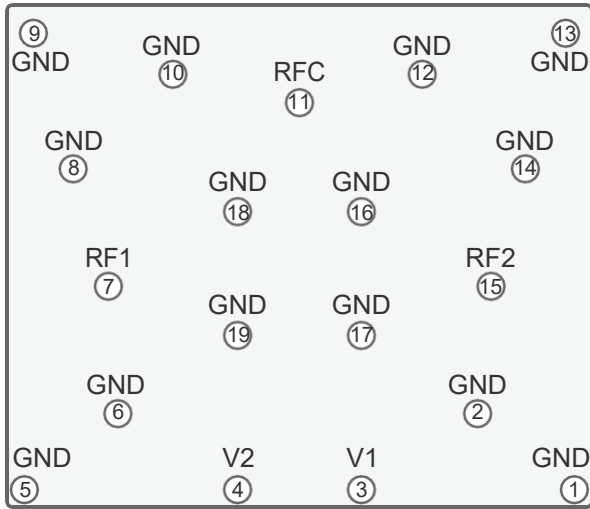 9 13
GND GND GND GND
10 RFC 12
11
GND GND
8 14
GND GND
18 16
RF1 RF2
7 15
GND GND
19 17
GND GND
6 2
GND V2 V1 GND
5 4 3 1